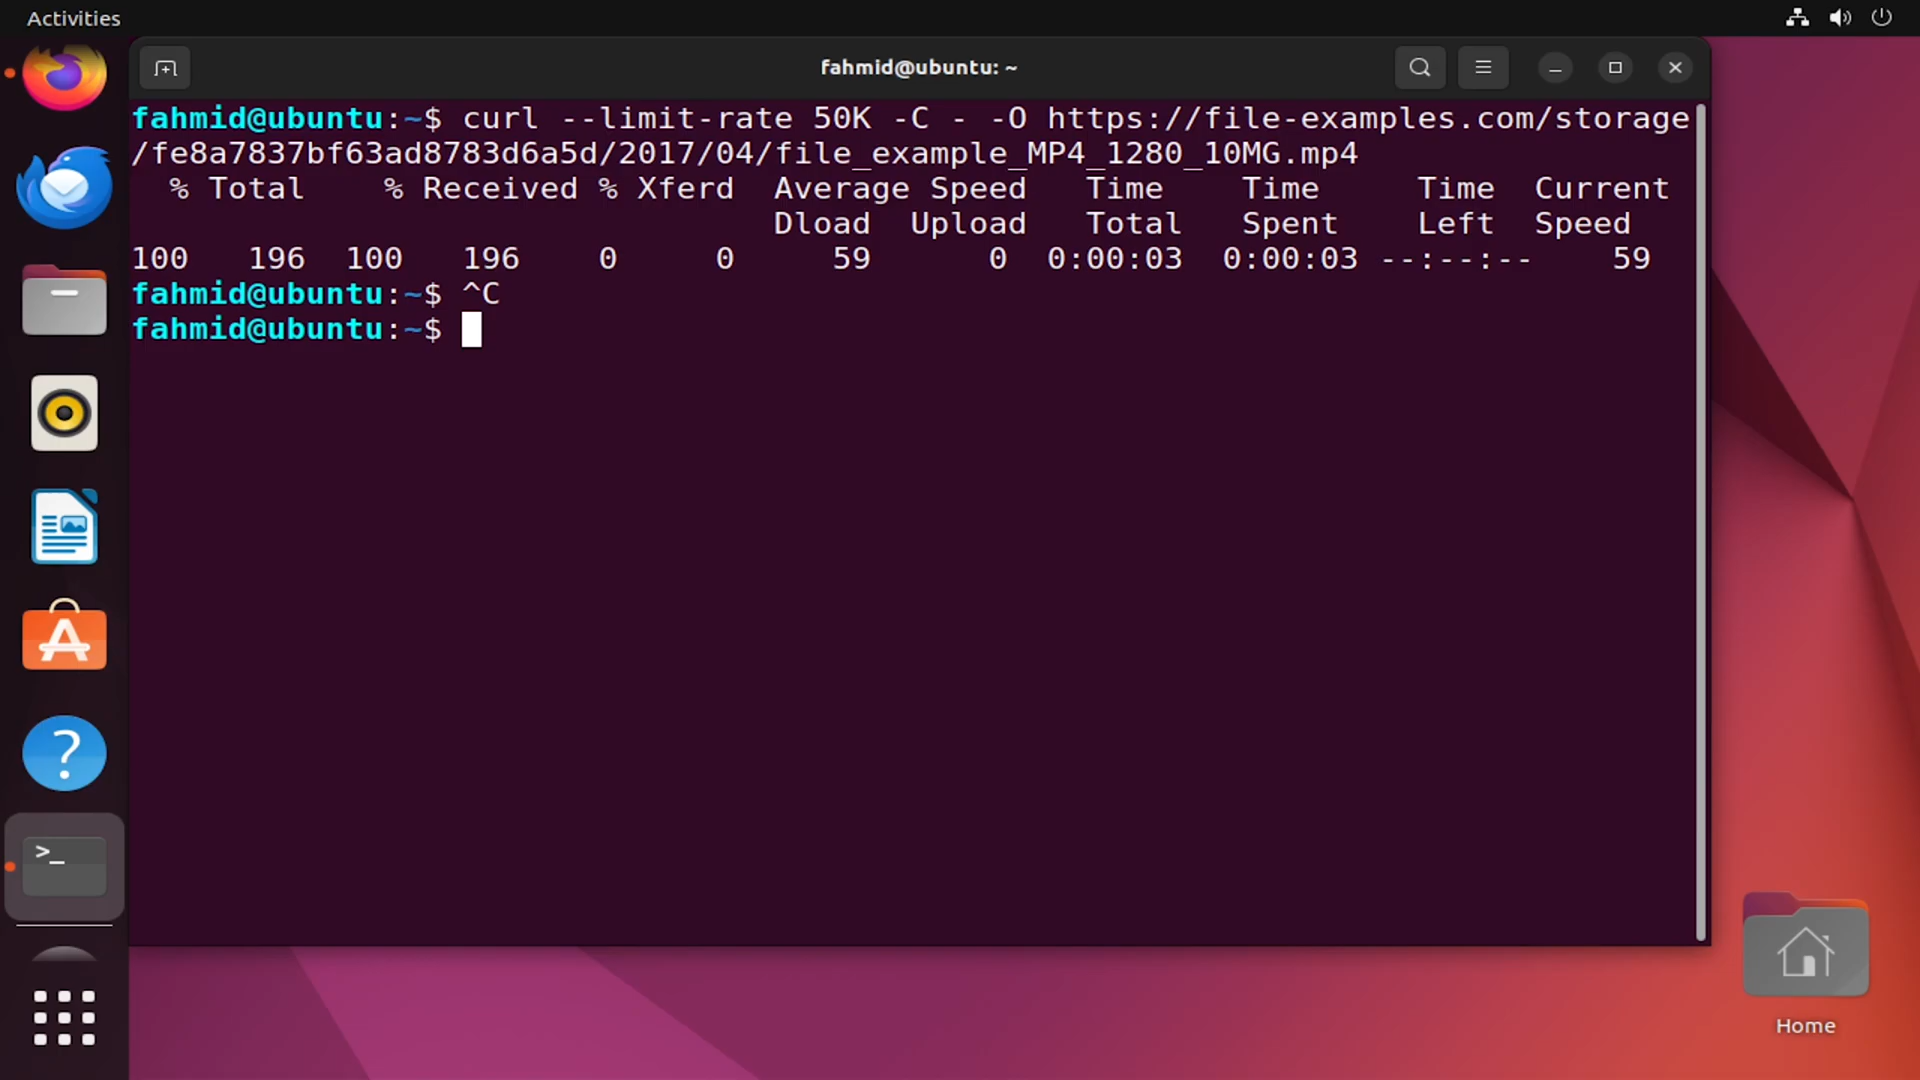 Activities
fahmid@ubuntu: ~
fahmid@ubuntu:~$ curl --limit-rate 50K -C - -O https://file-examples.com/storage
/fe8a7837bf63ad8783d6a5d/2017/04/file_example_MP4_1280_10MG.mp4
% Total % Received % Xferd Average Speed Time Time Time Current
Dload Upload Total Spent Left Speed
100 196 100 196 0 0 59 0 0:00:03 0:00:03 --:--:-- 59
fahmid@ubuntu:~$ ^C
fahmid@ubuntu:~$
Home